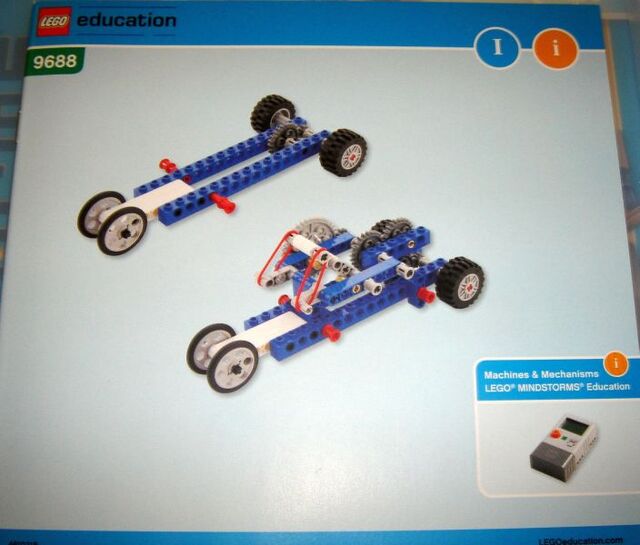 LEGO education
9688
I i
i
Machines & Mechanisms
LEGO® MINDSTORMS® Education
LEGOeducation.com